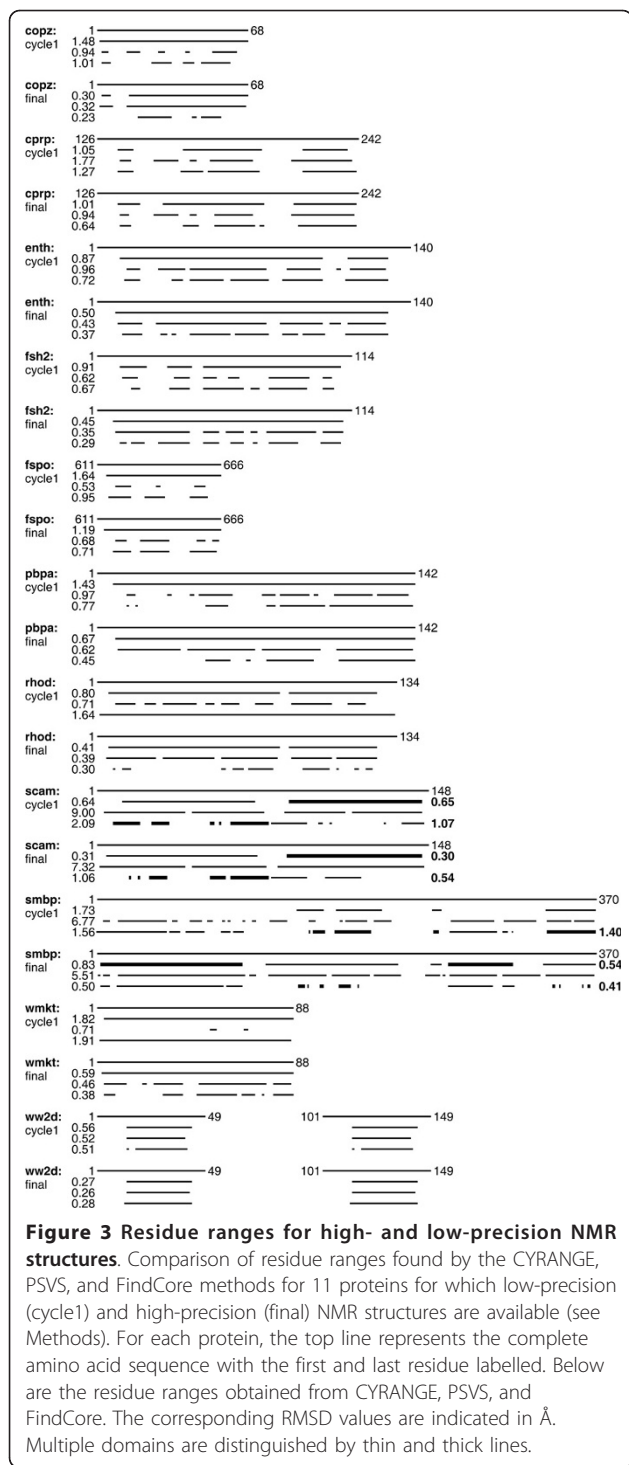 copz: 1 68
cycle1 1.48
0.94
1.01
copz: 1 68
final 0.30
0.32
0.23
cprp: 126 242
cycle1 1.05
1.77
1.27
cprp: 126 242
final 1.01
0.94
0.64
enth: 1 140
cycle1 0.87
0.96
0.72
enth: 1 140
final 0.50
0.43
0.37
fsh2: 1 114
cycle1 0.91
0.62
0.67
fsh2: 1 114
final 0.45
0.35
0.29
fspo: 611 666
cycle1 1.64
0.53
0.95
fspo: 611 666
final 1.19
0.68
0.71
pbpa: 1 142
cycle1 1.43
0.97
0.77
pbpa: 1 142
final 0.67
0.62
0.45
rhod: 1 134
cycle1 0.80
0.71
1.64
rhod: 1 134
final 0.41
0.39
0.30
scam: 1 148
cycle1 0.64 0.65
9.00
2.09 1.07
scam: 1 148
final 0.31 0.30
7.32
1.06 0.54
smbp: 1 370
cycle1 1.73
6.77
1.56 1.40
smbp: 1 370
final 0.83 0.54
5.51
0.50 0.41
wmkt: 1 88
cycle1 1.82
0.71
1.91
wmkt: 1 88
final 0.59
0.46
0.38
ww2d: 1 49 101 149
cycle1 0.56
0.52
0.51
ww2d: 1 49 101 149
final 0.27
0.26
0.28
Figure 3 Residue ranges for high- and low-precision NMR
structures. Comparison of residue ranges found by the CYRANGE,
PSVS, and FindCore methods for 11 proteins for which low-precision
(cycle1) and high-precision (final) NMR structures are available (see
Methods). For each protein, the top line represents the complete
amino acid sequence with the first and last residue labelled. Below
are the residue ranges obtained from CYRANGE, PSVS, and
FindCore. The corresponding RMSD values are indicated in Å.
Multiple domains are distinguished by thin and thick lines.